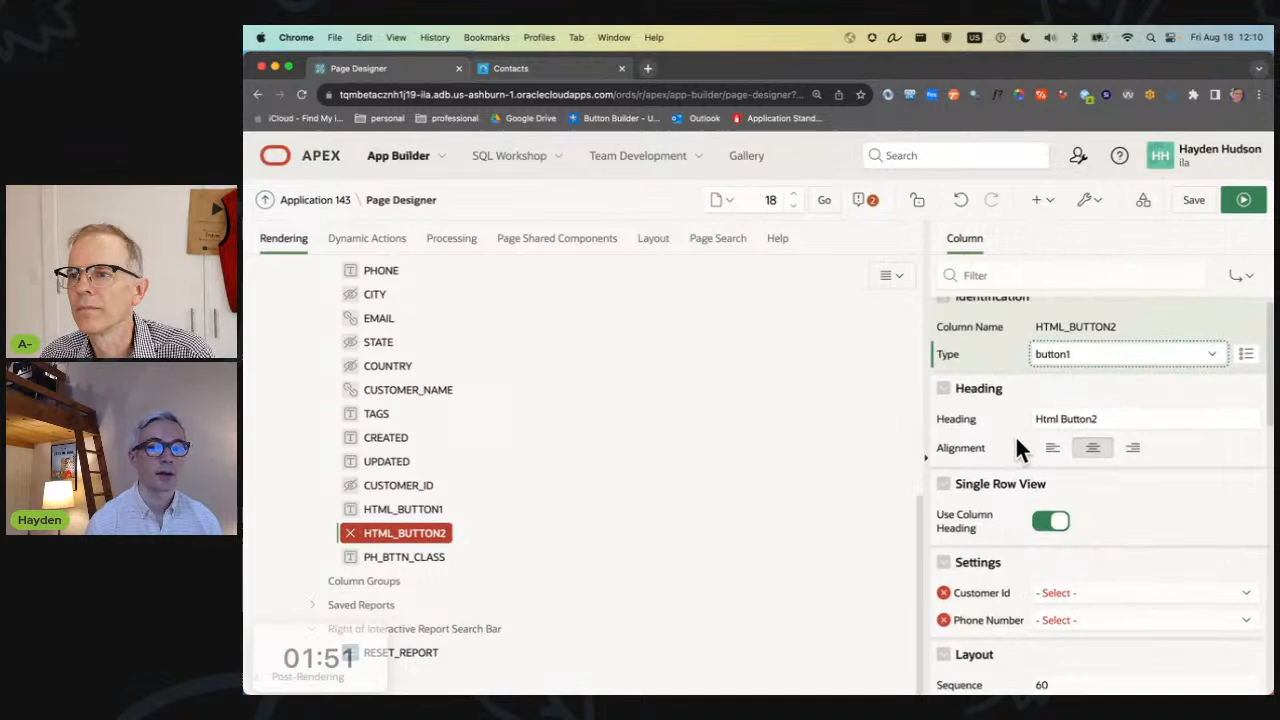 Chrome File Edit View History Bookmarks Profiles Tab Window Help US Fri Aug 18 12:10
Page Designer Contacts
tqmbetacznh1j19-ila.adb.us-ashburn-1.oraclecloudapps.com/ords/r/apex/app-builder/page-designer?...
iCloud - Find My i... personal professional Google Drive Button Builder - U... Outlook Application Stand...
APEX App Builder SQL Workshop Team Development Gallery Search HH Hayden Hudson
ila
Application 143 \ Page Designer 18 Go 2 Save
Rendering Dynamic Actions Processing Page Shared Components Layout Page Search Help Column
PHONE
CITY
EMAIL
STATE
COUNTRY
CUSTOMER_NAME
TAGS
CREATED
UPDATED
CUSTOMER_ID
HTML_BUTTON1
HTML_BUTTON2
PH_BTTN_CLASS
Column Groups
Saved Reports
Right of Interactive Report Search Bar
RESET_REPORT
01:51
Post-Rendering
Filter
Identification
Column Name HTML_BUTTON2
Type button1
Heading
Heading Html Button2
Alignment
Single Row View
Use Column
Heading
Settings
Customer Id - Select -
Phone Number - Select -
Layout
Sequence 60
A-
Hayden